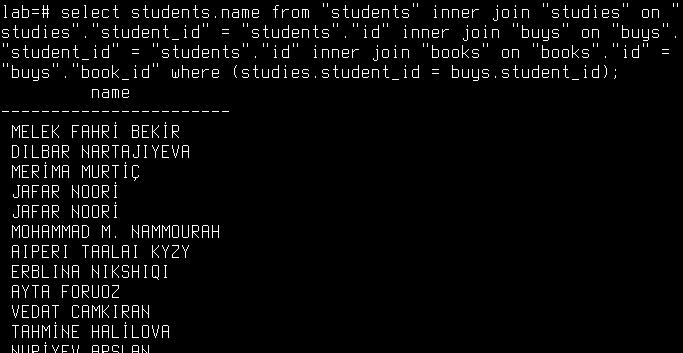 lab=# select students.name from "students" inner join "studies" on "
studies"."student_id" = "students"."id" inner join "buys" on "buys".
"student_id" = "students"."id" inner join "books" on "books"."id" =
"buys"."book_id" where (studies.student_id = buys.student_id);
name
-----------------------
MELEK FAHRİ BEKİR
DILBAR NARTAJIYEVA
MERİMA MURTİÇ
JAFAR NOORİ
JAFAR NOORİ
MOHAMMAD M. NAMMOURAH
AIPERI TAALAI KYZY
ERBLINA NIKSHIQI
AYTA FORUOZ
VEDAT CAMKIRAN
TAHMİNE HALİLOVA
NURİYEV ARSLAN